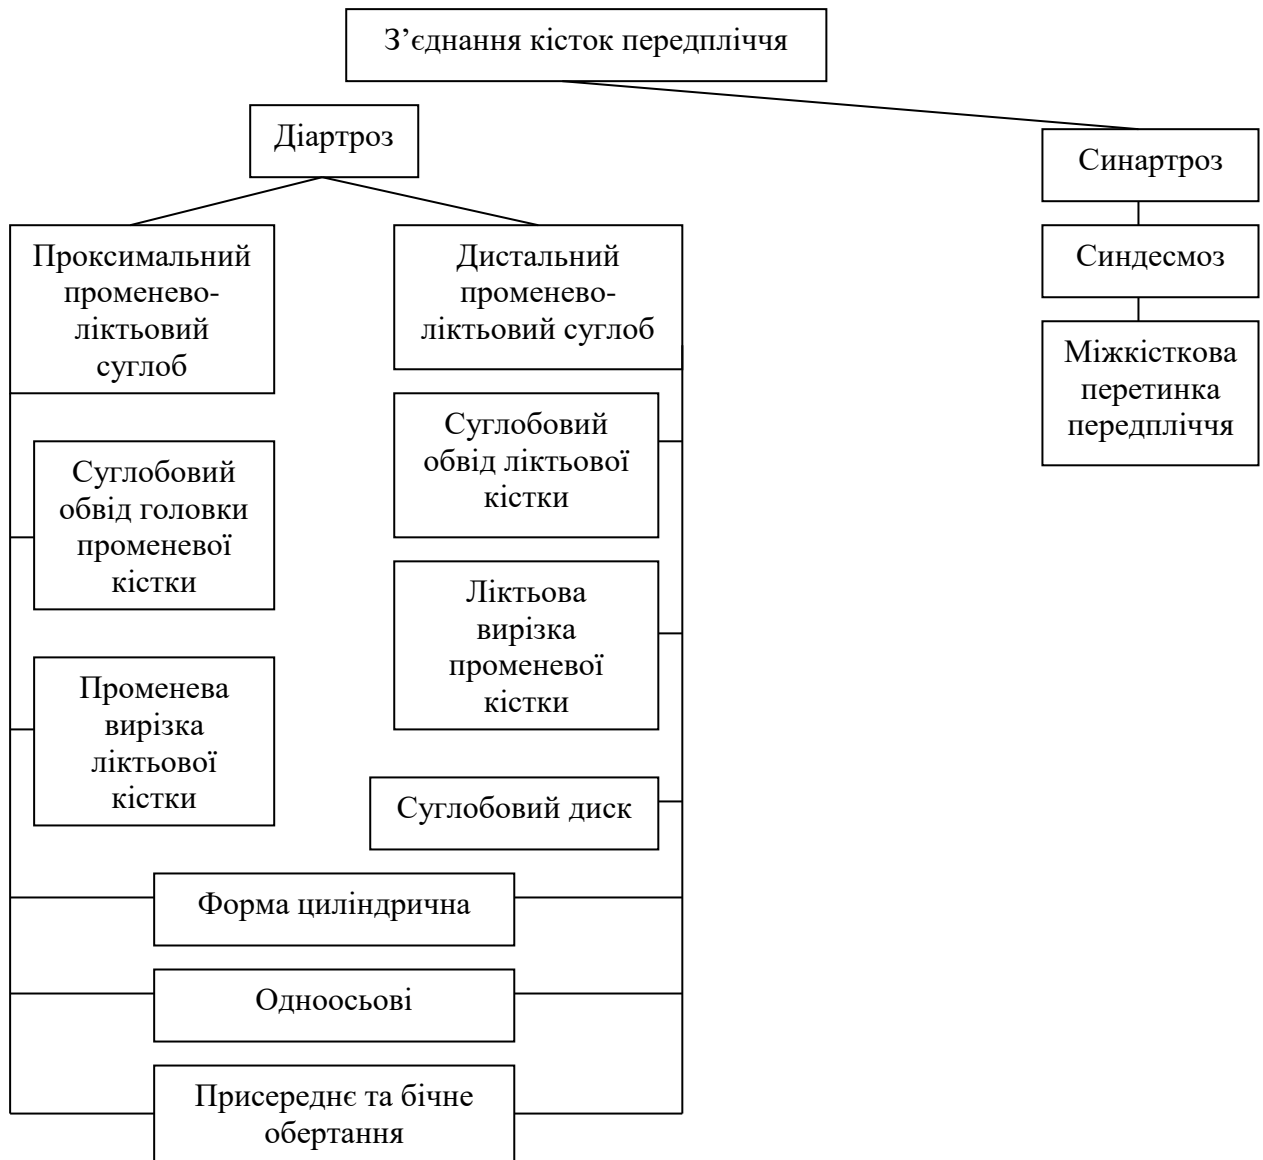 З’єднання кісток передпліччя
Діартроз
Синартроз
Проксимальний
променево-
ліктьовий
суглоб
Дистальний
променево-
ліктьовий суглоб
Синдесмоз
Міжкісткова
перетинка
передпліччя
Суглобовий
обвід головки
променевої
кістки
Суглобовий
обвід ліктьової
кістки
Променева
вирізка
ліктьової
кістки
Ліктьова
вирізка
променевої
кістки
Суглобовий диск
Форма циліндрична
Одноосьові
Присереднє та бічне
обертання